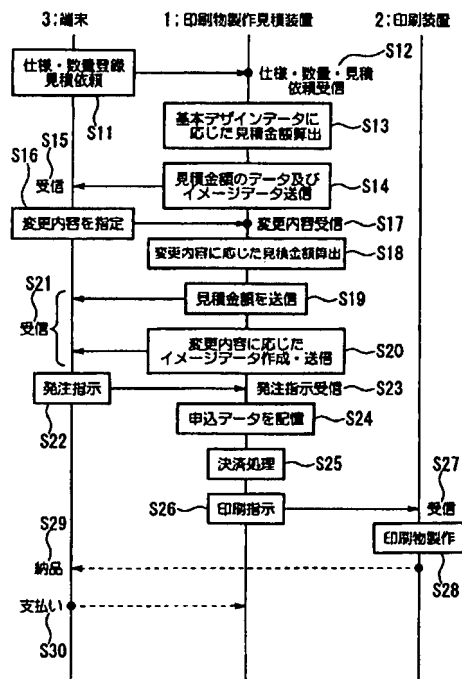 3:端末
1:印刷物製作見積装置
2:印刷装置
仕様・数量登録
見積依頼
S11
S12
仕様・数量・見積
依頼受信
基本デザインデータに
応じた見積金額算出
S13
S15
受信
見積金額のデータ及び
イメージデータ送信
S14
S16
変更内容を指定
変更内容受信
S17
変更内容に応じた見積金額算出
S18
S21
受信
見積金額を送信
S19
変更内容に応じた
イメージデータ作成・送信
S20
発注指示
S22
発注指示受信
S23
申込データを記憶
S24
決済処理
S25
S26
印刷指示
S27
受信
印刷物製作
S28
S29
納品
支払い
S30